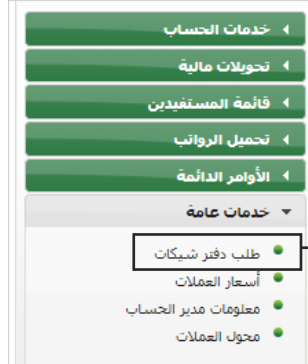 خدمات الحساب
تحويلات مالية
قائمة المستفيدين
تحميل الرواتب
الأوامر الدائمة
خدمات عامة
طلب دفتر شيكات
أسعار العملات
معلومات مدير الحساب
محول العملات